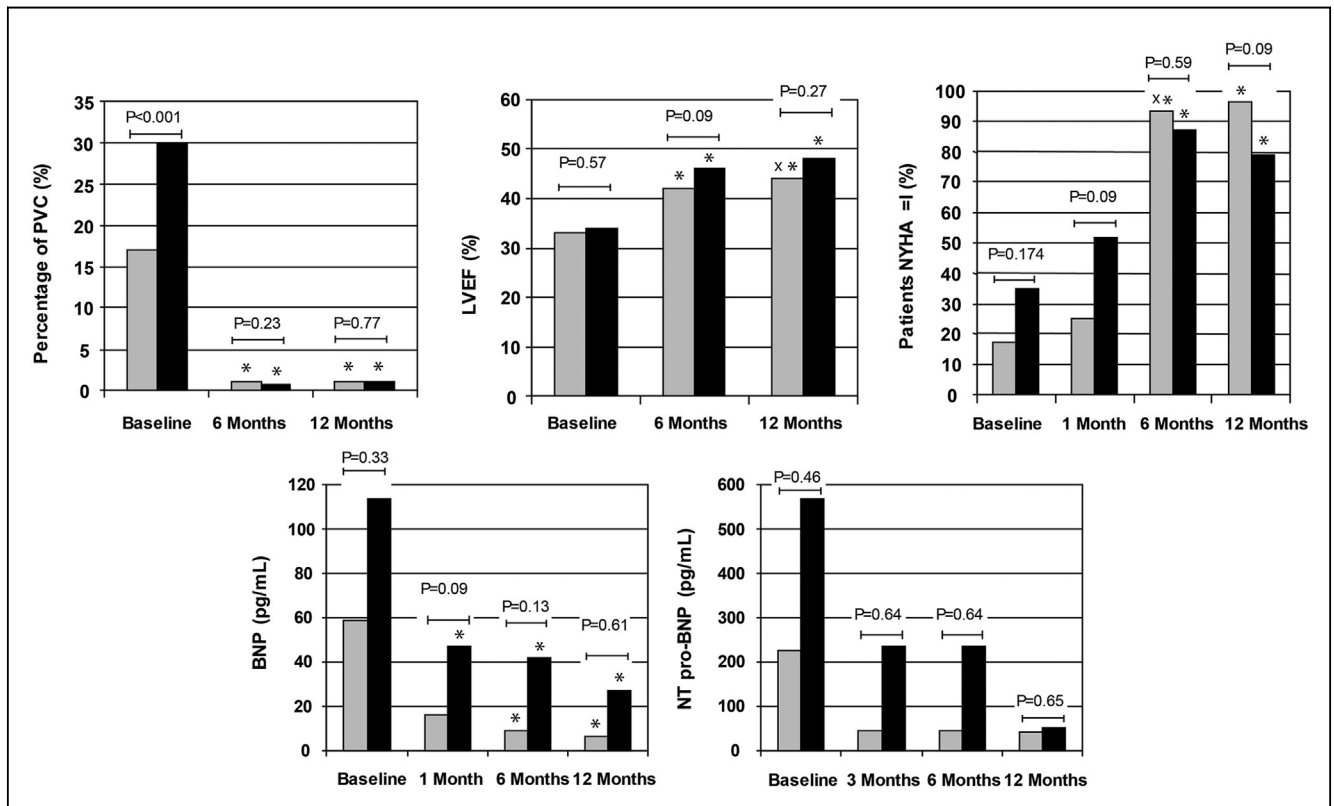 P<0.001
35
30
25
20
15
10
5
0
Percentage of PVC (%)
P=0.23
P=0.77
* * * *
Baseline 6 Months 12 Months
60
50
40
30
20
10
0
LVEF (%)
P=0.57
P=0.09
P=0.27
* * x * *
Baseline 6 Months 12 Months
100
90
80
70
60
50
40
30
20
10
0
Patients NYHA =I (%)
P=0.174
P=0.09
P=0.59
P=0.09
x * * * *
Baseline 1 Month 6 Months 12 Months
120
100
80
60
40
20
0
BNP (pg/mL)
P=0.33
P=0.09
P=0.13
P=0.61
* * * * *
Baseline 1 Month 6 Months 12 Months
600
500
400
300
200
100
0
NT pro-BNP (pg/mL)
P=0.46
P=0.64
P=0.64
P=0.65
Baseline 3 Months 6 Months 12 Months